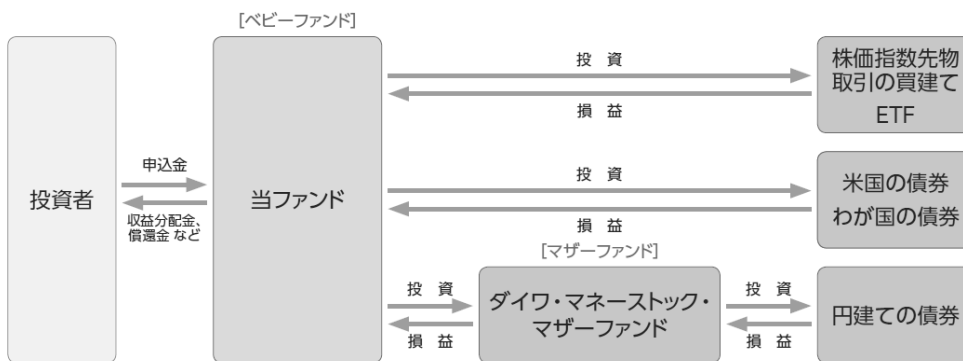 [ベビーファンド]
投資者
申込金
収益分配金、
償還金 など
当ファンド
投 資
損 益
株価指数先物
取引の買建て
ETF
投 資
損 益
米国の債券
わが国の債券
[マザーファンド]
投 資
損 益
ダイワ・マネーストック・
マザーファンド
投 資
損 益
円建ての債券